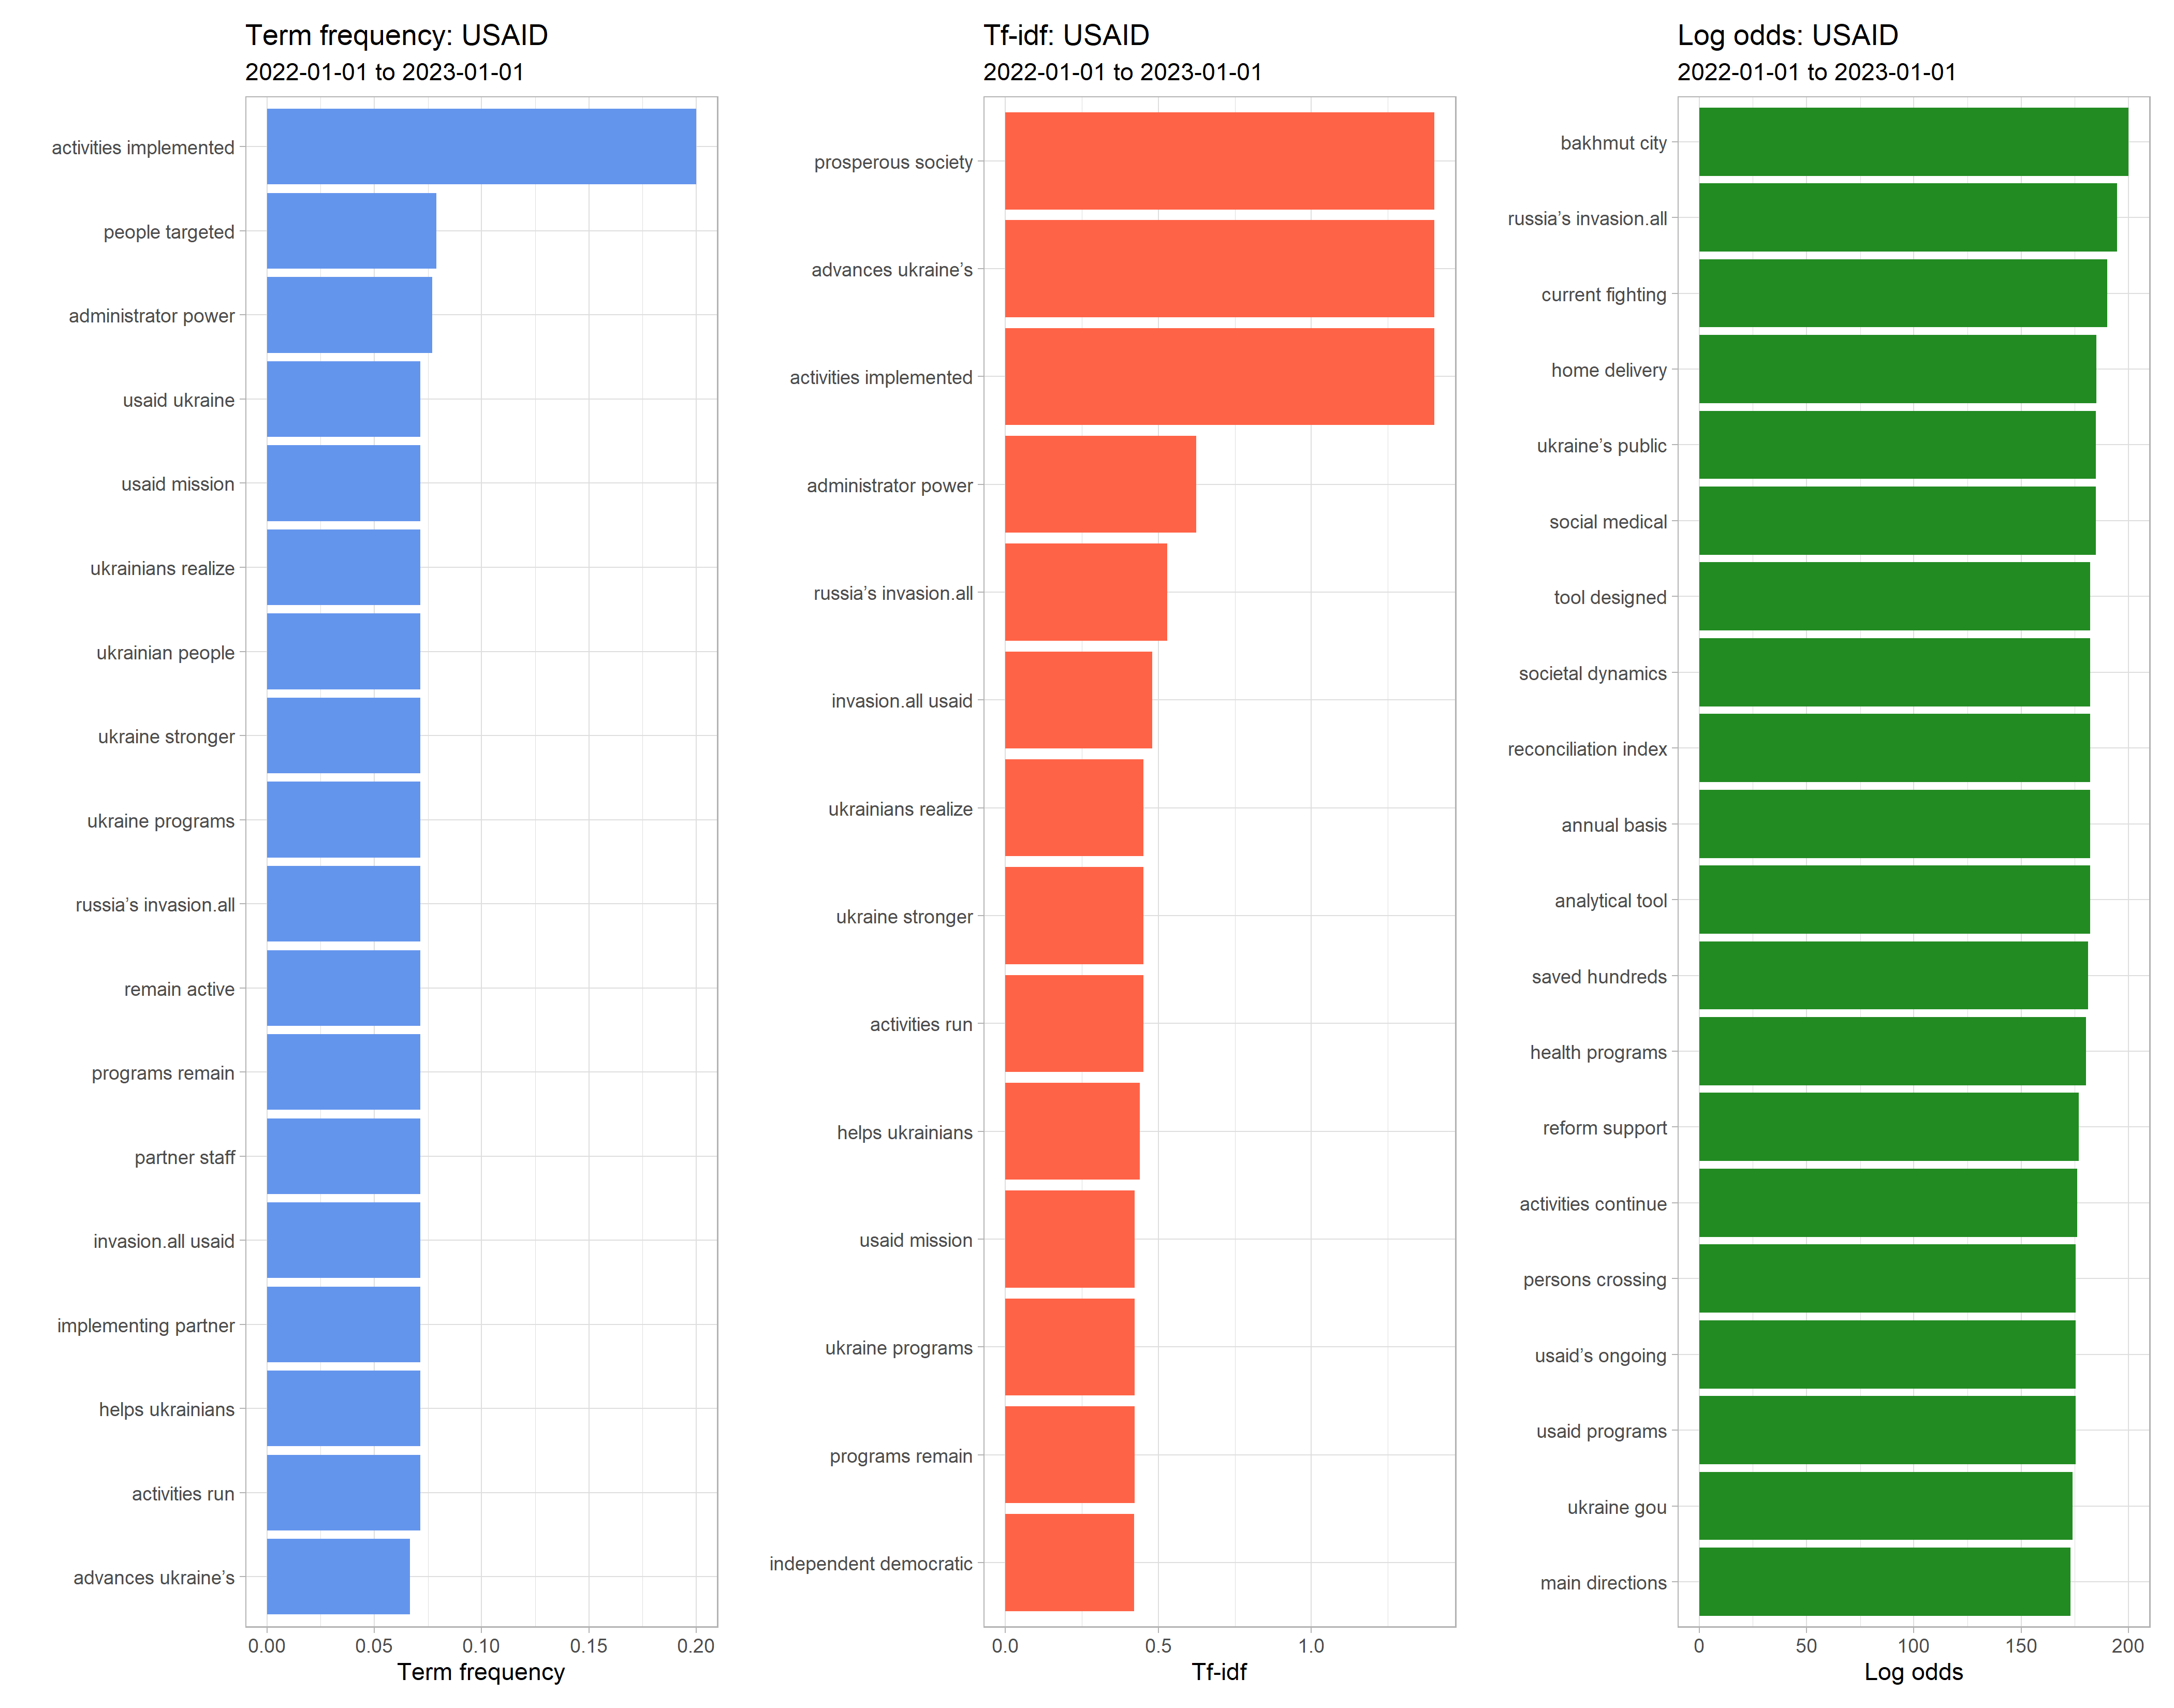 Term frequency: USAID
2022-01-01 to 2023-01-01
activities implemented
people targeted
administrator power
usaid ukraine
usaid mission
ukrainians realize
ukrainian people
ukraine stronger
ukraine programs
russia’s invasion.all
remain active
programs remain
partner staff
invasion.all usaid
implementing partner
helps ukrainians
activities run
advances ukraine’s
0.00 0.05 0.10 0.15 0.20
Term frequency
Tf-idf: USAID
2022-01-01 to 2023-01-01
prosperous society
advances ukraine’s
activities implemented
administrator power
russia’s invasion.all
invasion.all usaid
ukrainians realize
ukraine stronger
activities run
helps ukrainians
usaid mission
ukraine programs
programs remain
independent democratic
0.0 0.5 1.0
Tf-idf
Log odds: USAID
2022-01-01 to 2023-01-01
bakhmut city
russia’s invasion.all
current fighting
home delivery
ukraine’s public
social medical
tool designed
societal dynamics
reconciliation index
annual basis
analytical tool
saved hundreds
health programs
reform support
activities continue
persons crossing
usaid’s ongoing
usaid programs
ukraine gou
main directions
0 50 100 150 200
Log odds